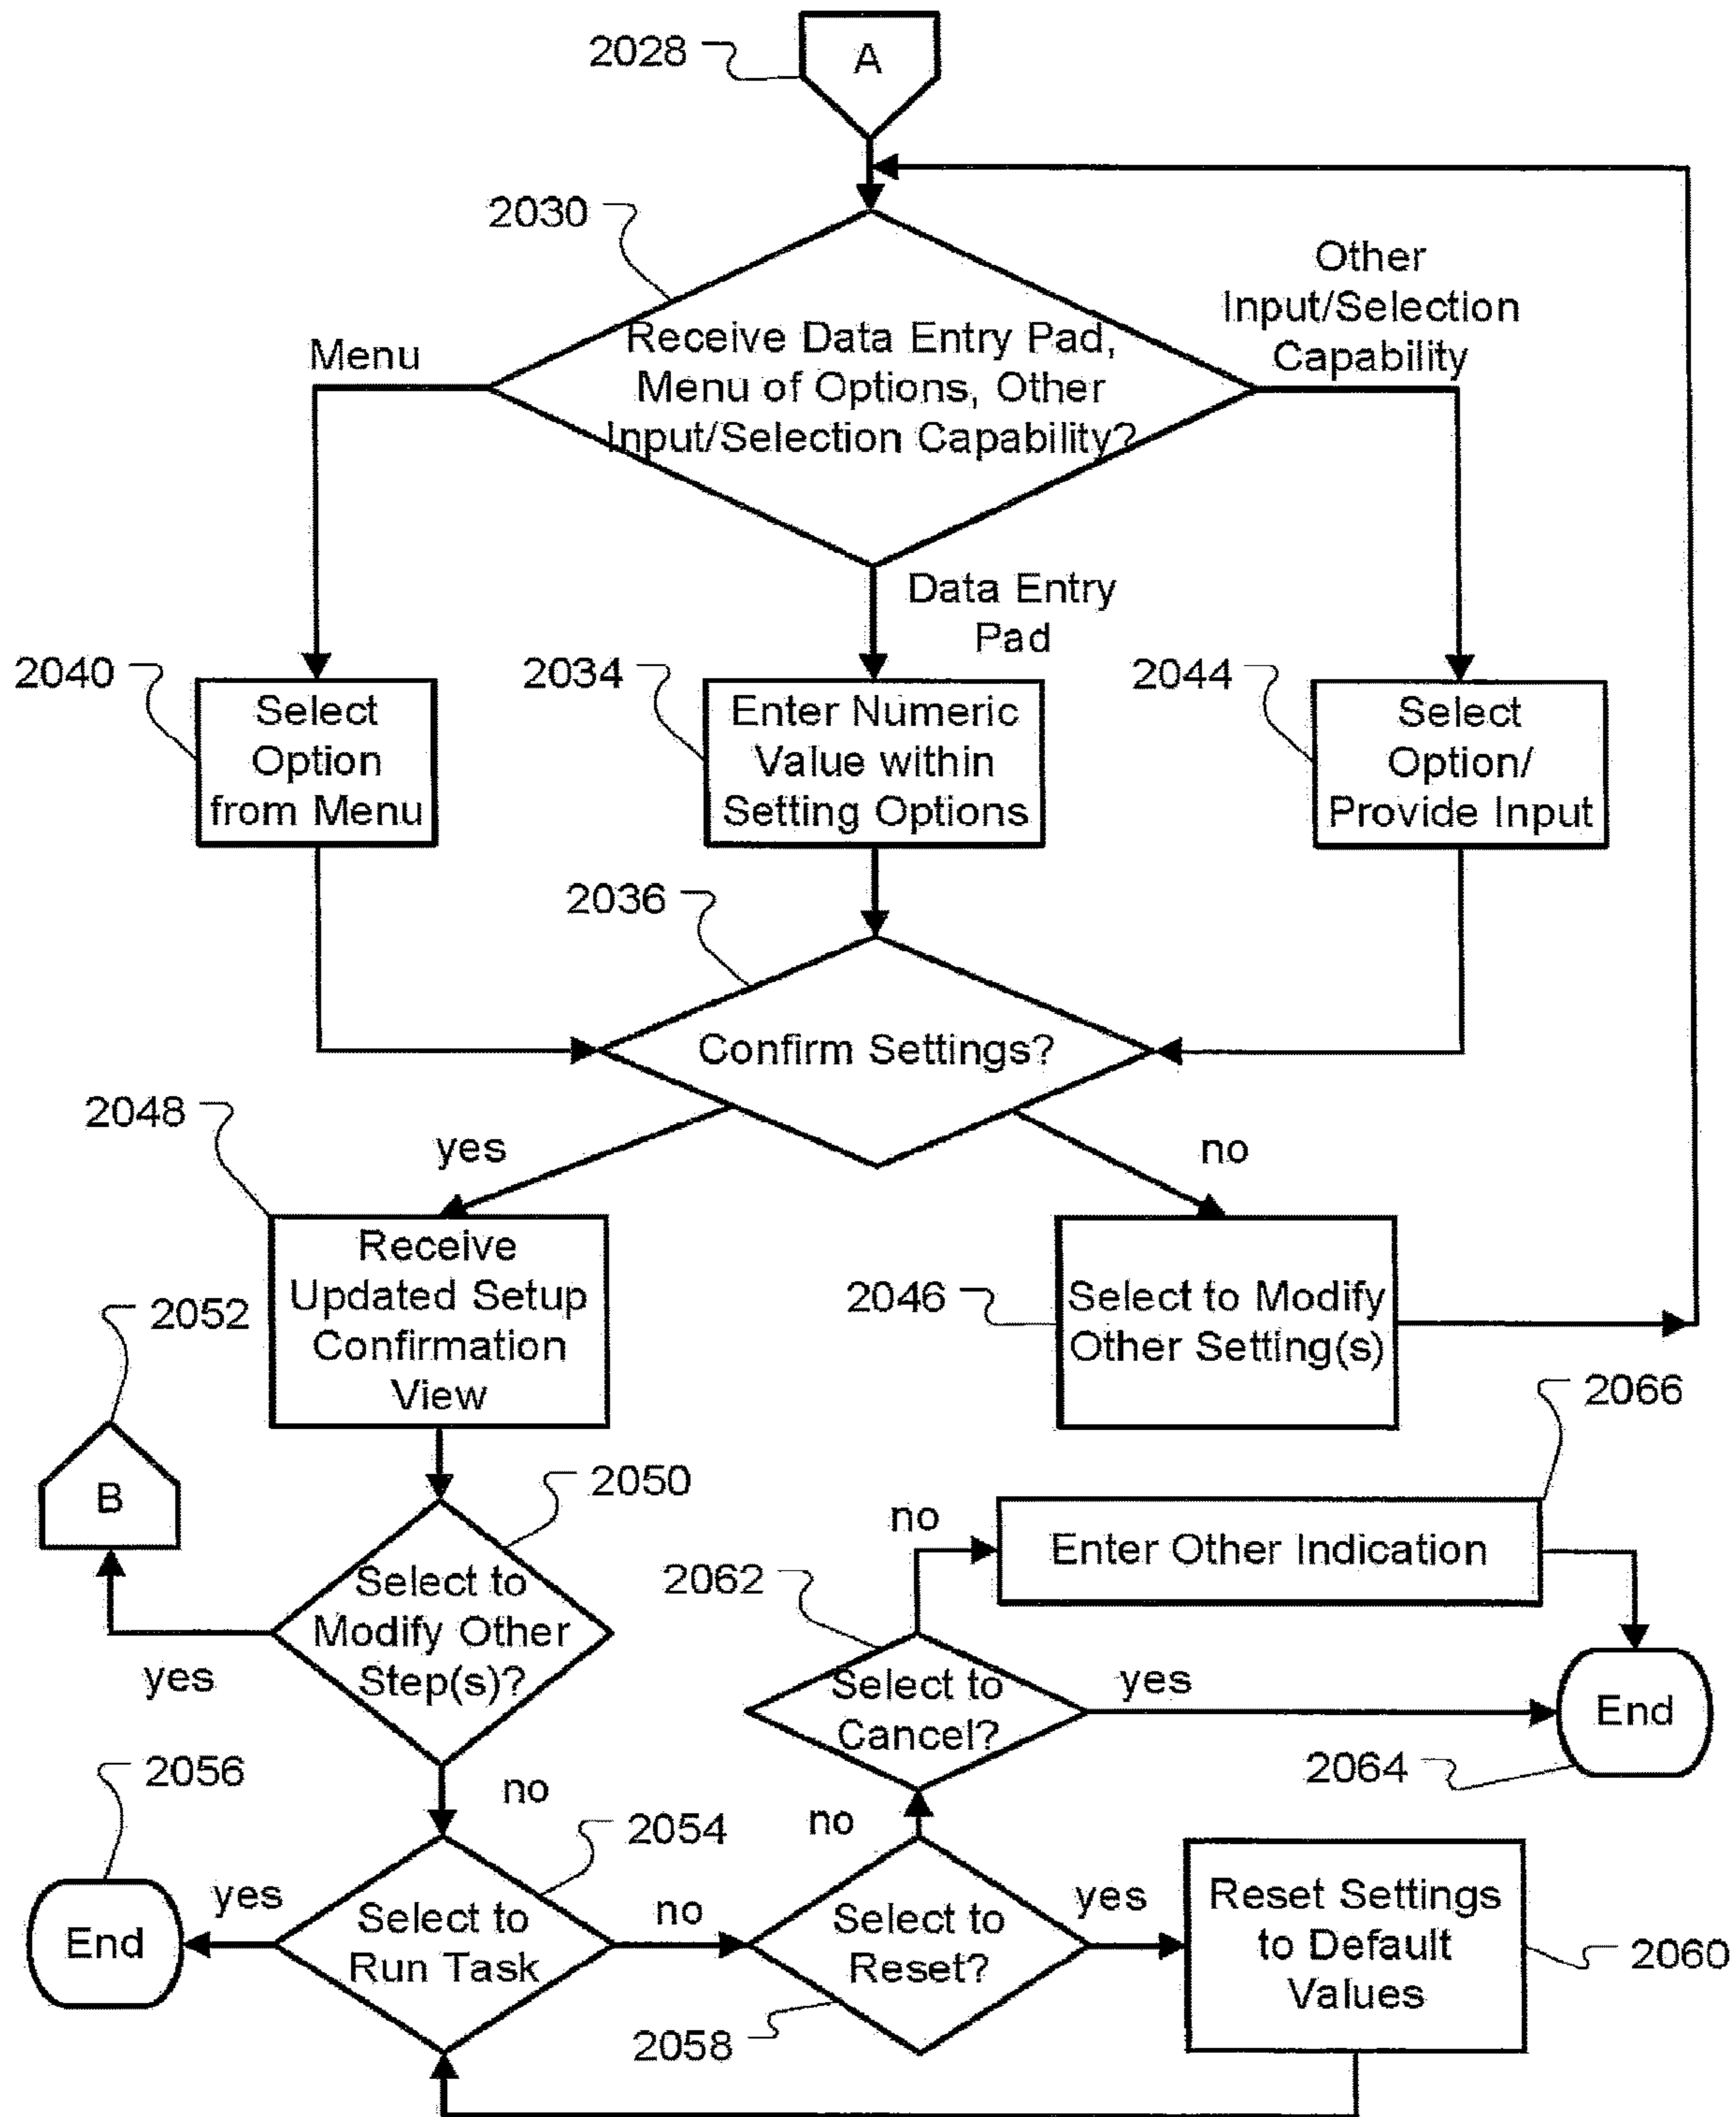 2028
A
2030
Other
Input/Selection
Capability
Menu
Receive Data Entry Pad,
Menu of Options, Other
Input/Selection Capability?
Data Entry
Pad
2040
Select
Option
from Menu
2034
Enter Numeric
Value within
Setting Options
2044
Select
Option/
Provide Input
2036
Confirm Settings?
2048
yes
no
Receive
Updated Setup
Confirmation
View
2046
Select to Modify
Other Setting(s)
2052
B
2050
Select to
Modify Other
Step(s)?
yes
no
2066
Enter Other Indication
no
2062
Select to
Cancel?
yes
End
2064
2056
End
yes
2054
Select to
Run Task
no
no
Select to
Reset?
2058
yes
Reset Settings
to Default
Values
2060